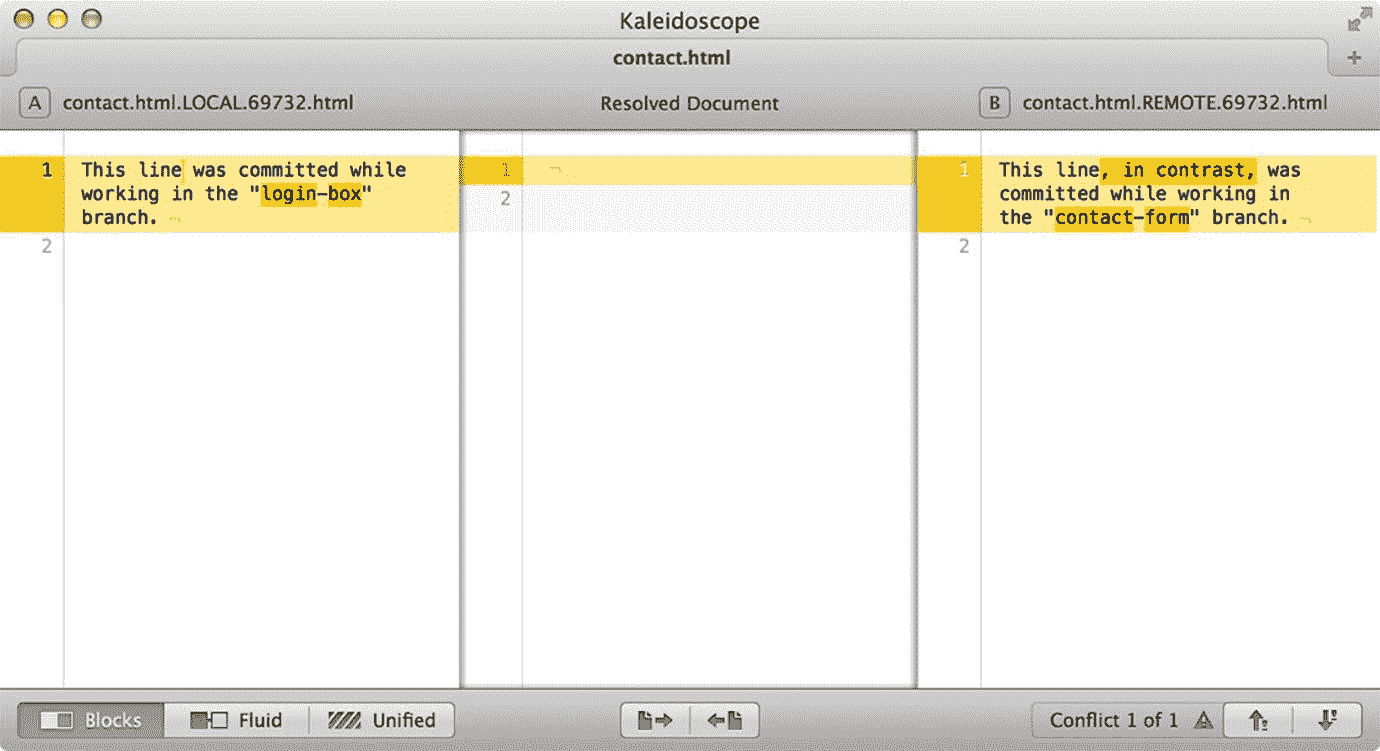 Kaleidoscope
contact.html
+
A contact.html.LOCAL.69732.html
Resolved Document
B contact.html.REMOTE.69732.html
1 This line was committed while
working in the "login-box"
branch. ¬
2
1 ¬
2
1 This line, in contrast, was
committed while working in
the "contact-form" branch. ¬
2
Blocks
Fluid
Unified
Conflict 1 of 1